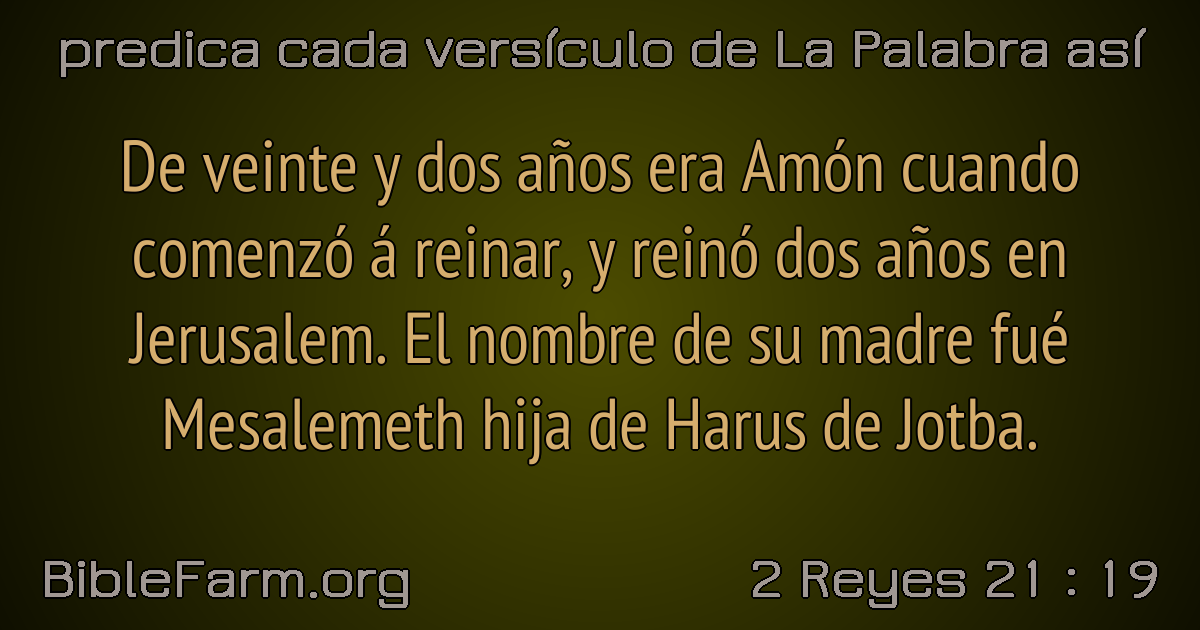 predica cada versículo de La Palabra así
De veinte y dos años era Amón cuando
comenzó á reinar, y reinó dos años en
Jerusalem. El nombre de su madre fué
Mesalemeth hija de Harus de Jotba.
BibleFarm.org
2 Reyes 21 : 19